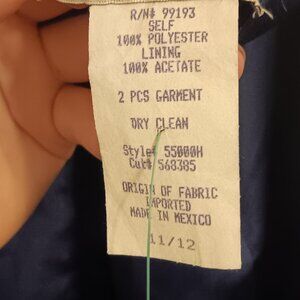 R/N# 99193
SELF
100% POLYESTER
LINING
100% ACETATE
2 PCS GARMENT
DRY CLEAN
Style# 55000H
Cut# 568385
ORIGIN OF FABRIC
IMPORTED
MADE IN MEXICO
11/12